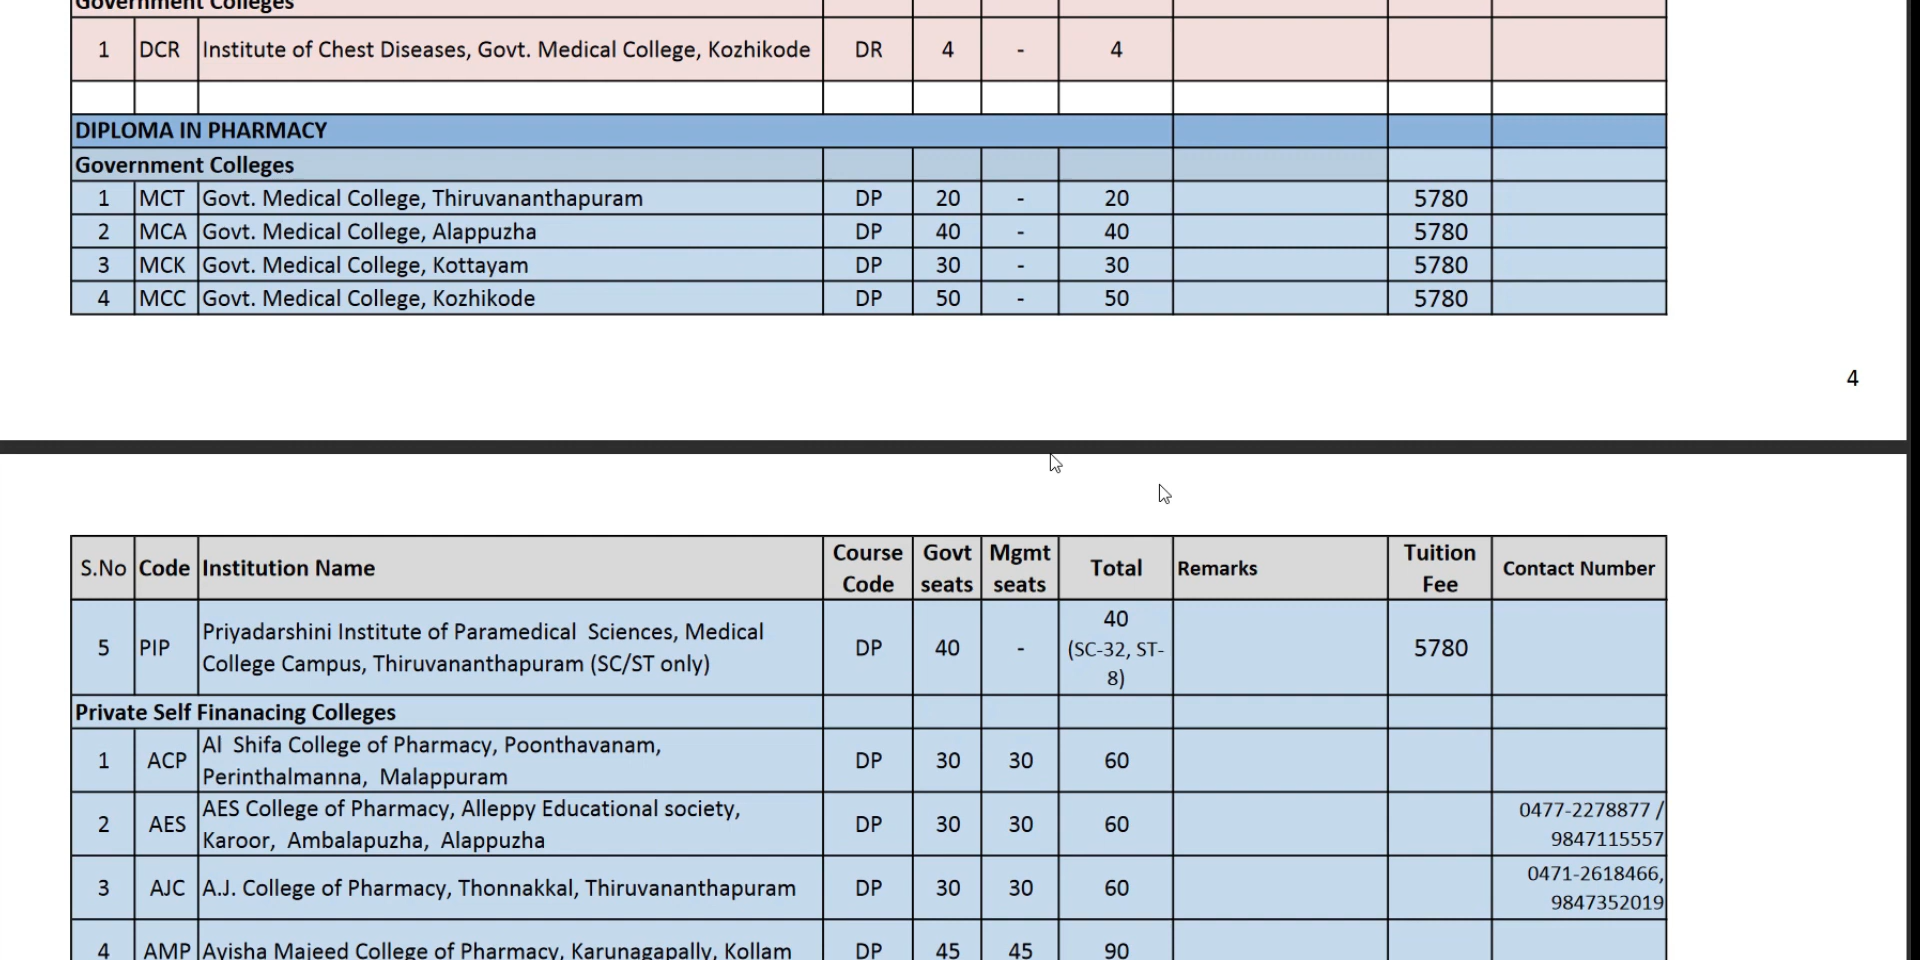 Government Colleges
1 DCR Institute of Chest Diseases, Govt. Medical College, Kozhikode DR 4 - 4
DIPLOMA IN PHARMACY
Government Colleges
1 MCT Govt. Medical College, Thiruvananthapuram DP 20 - 20 5780
2 MCA Govt. Medical College, Alappuzha DP 40 - 40 5780
3 MCK Govt. Medical College, Kottayam DP 30 - 30 5780
4 MCC Govt. Medical College, Kozhikode DP 50 - 50 5780
4
S.No Code Institution Name Course Code Govt seats Mgmt seats Total Remarks Tuition Fee Contact Number
5 PIP Priyadarshini Institute of Paramedical Sciences, Medical
College Campus, Thiruvananthapuram (SC/ST only) DP 40 - 40 (SC-32, ST-8) 5780
Private Self Finanacing Colleges
1 ACP Al Shifa College of Pharmacy, Poonthavanam,
Perinthalmanna, Malappuram DP 30 30 60
2 AES AES College of Pharmacy, Alleppy Educational society,
Karoor, Ambalapuzha, Alappuzha DP 30 30 60 0477-2278877 / 9847115557
3 AJC A.J. College of Pharmacy, Thonnakkal, Thiruvananthapuram DP 30 30 60 0471-2618466, 9847352019
4 AMP Ayisha Majeed College of Pharmacy, Karunagapally, Kollam DP 45 45 90